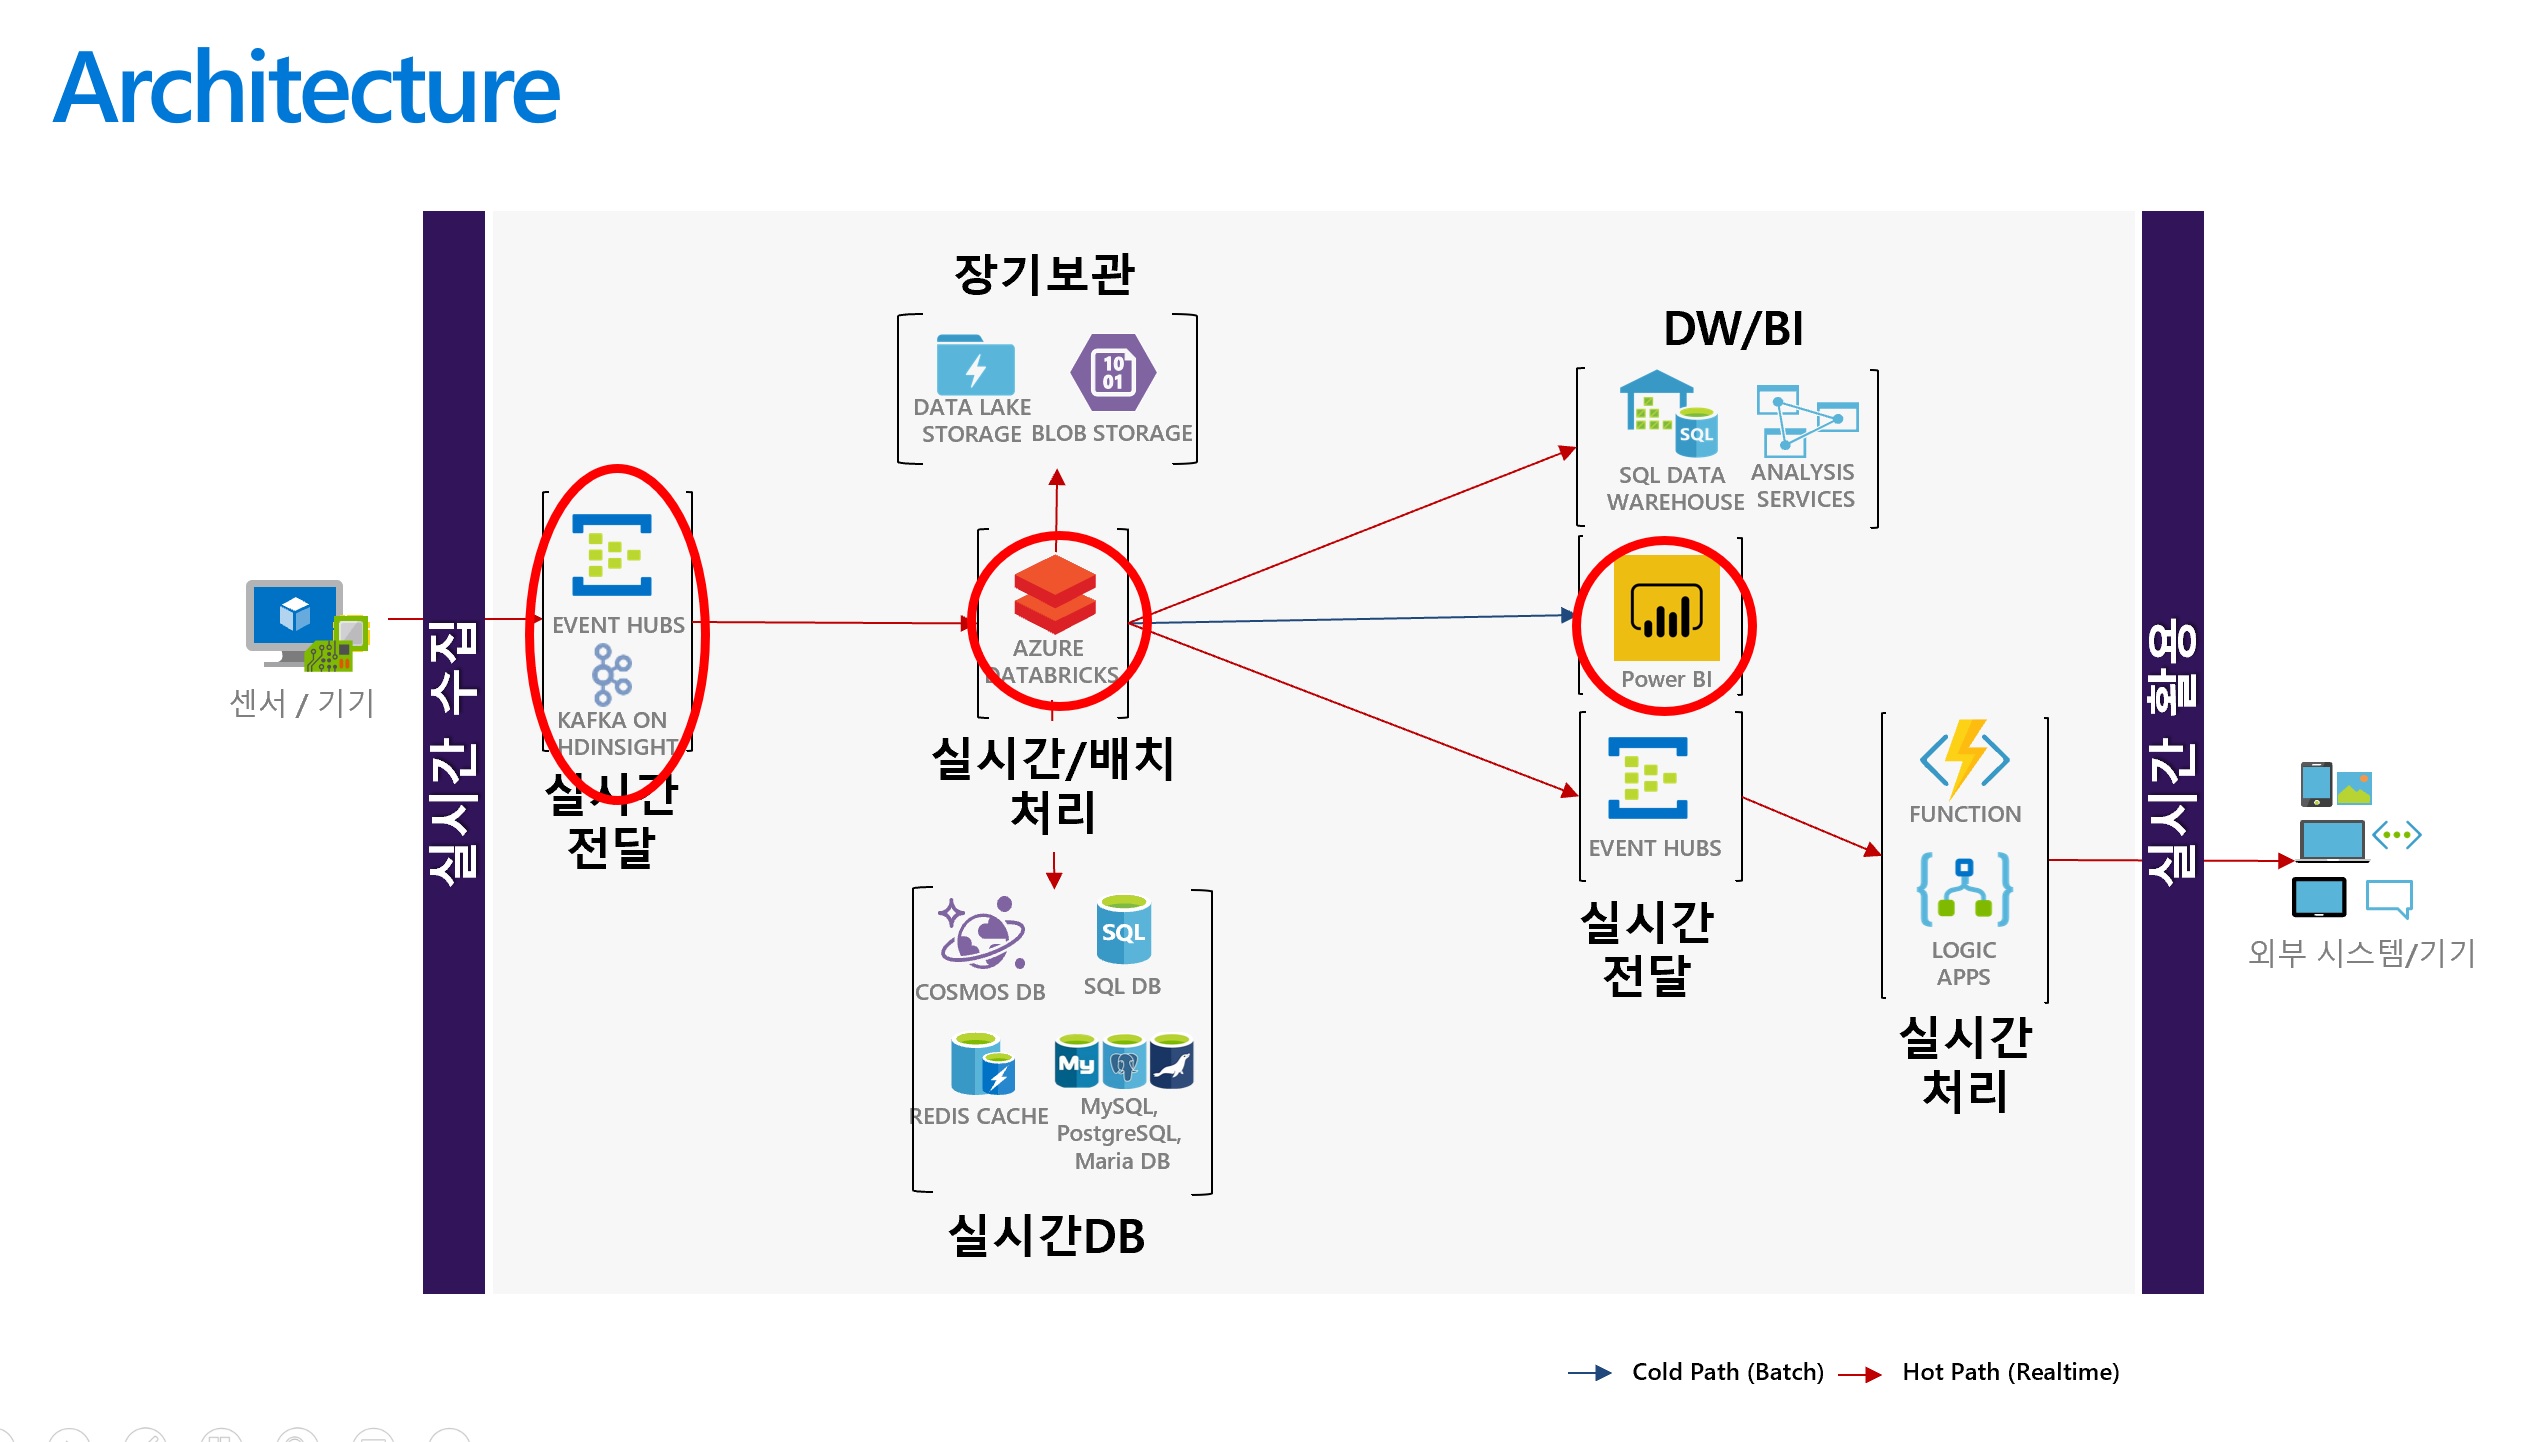 Architecture
실시간 수집
센서 / 기기
EVENT HUBS
KAFKA ON
HDINSIGHT
실시간
전달
장기보관
DATA LAKE
STORAGE
BLOB STORAGE
10
01
AZURE
DATABRICKS
실시간/배치
처리
COSMOS DB
SQL
SQL DB
REDIS CACHE
My
MySQL,
PostgreSQL,
Maria DB
실시간DB
DW/BI
SQL
SQL DATA
WAREHOUSE
ANALYSIS
SERVICES
Power BI
EVENT HUBS
실시간
전달
FUNCTION
LOGIC
APPS
실시간
처리
실시간 활용
외부 시스템/기기
Cold Path (Batch)
Hot Path (Realtime)